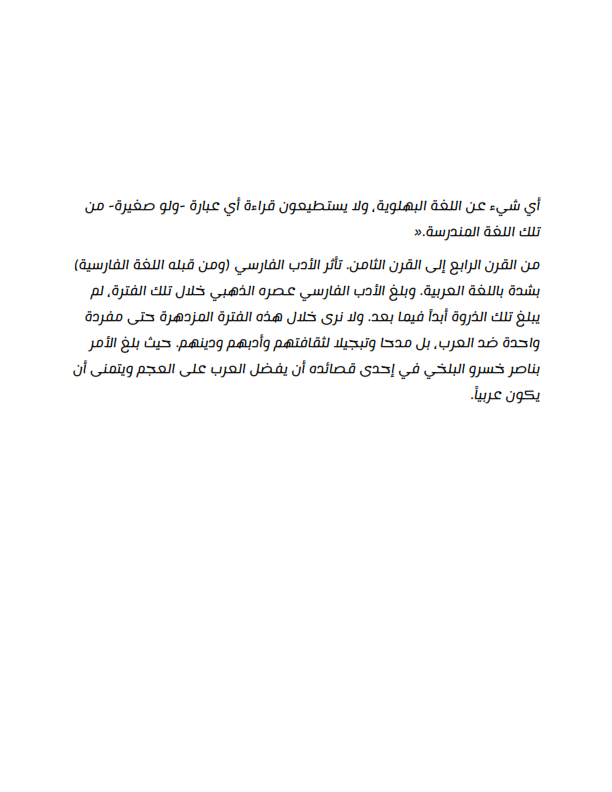 أي شيء عن اللغة البهلوية، ولا يستطيعون قراءة أي عبارة -ولو صغيرة- من
تلك اللغة المندرسة.«
من القرن الرابع إلى القرن الثامن. تأثر الأدب الفارسي (ومن قبله اللغة الفارسية)
بشدة باللغة العربية. وبلغ الأدب الفارسي عصره الذهبي خلال تلك الفترة، لم
يبلغ تلك الذروة أبداً فيما بعد. ولا نرى خلال هذه الفترة المزدهرة حتى مفردة
واحدة ضد العرب، بل مدحا وتبجيلا لثقافتهم وأدبهم ودينهم. حيث بلغ الأمر
بناصر خسرو البلخي في إحدى قصائده أن يفضل العرب على العجم ويتمنى أن
يكون عربياً.